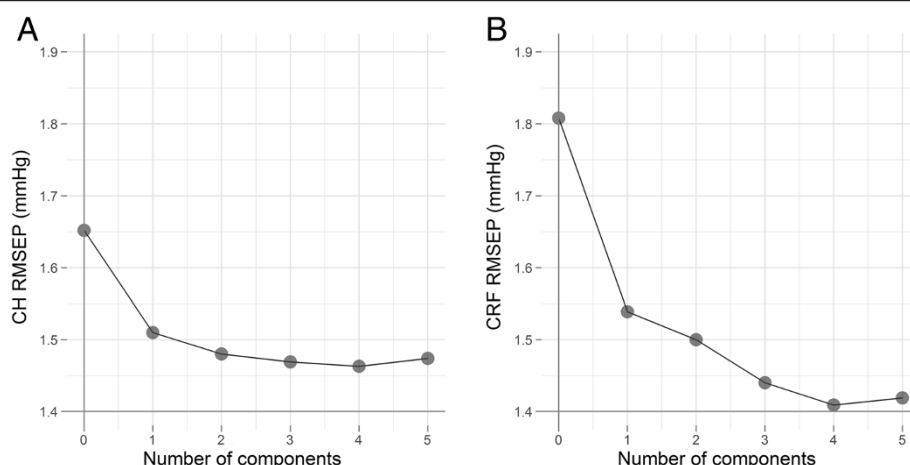 A
CH RMSEP (mmHg)
1.9
1.8
1.7
1.6
1.5
1.4
0 1 2 3 4 5
Number of components
B
CRF RMSEP (mmHg)
1.9
1.8
1.7
1.6
1.5
1.4
0 1 2 3 4 5
Number of components